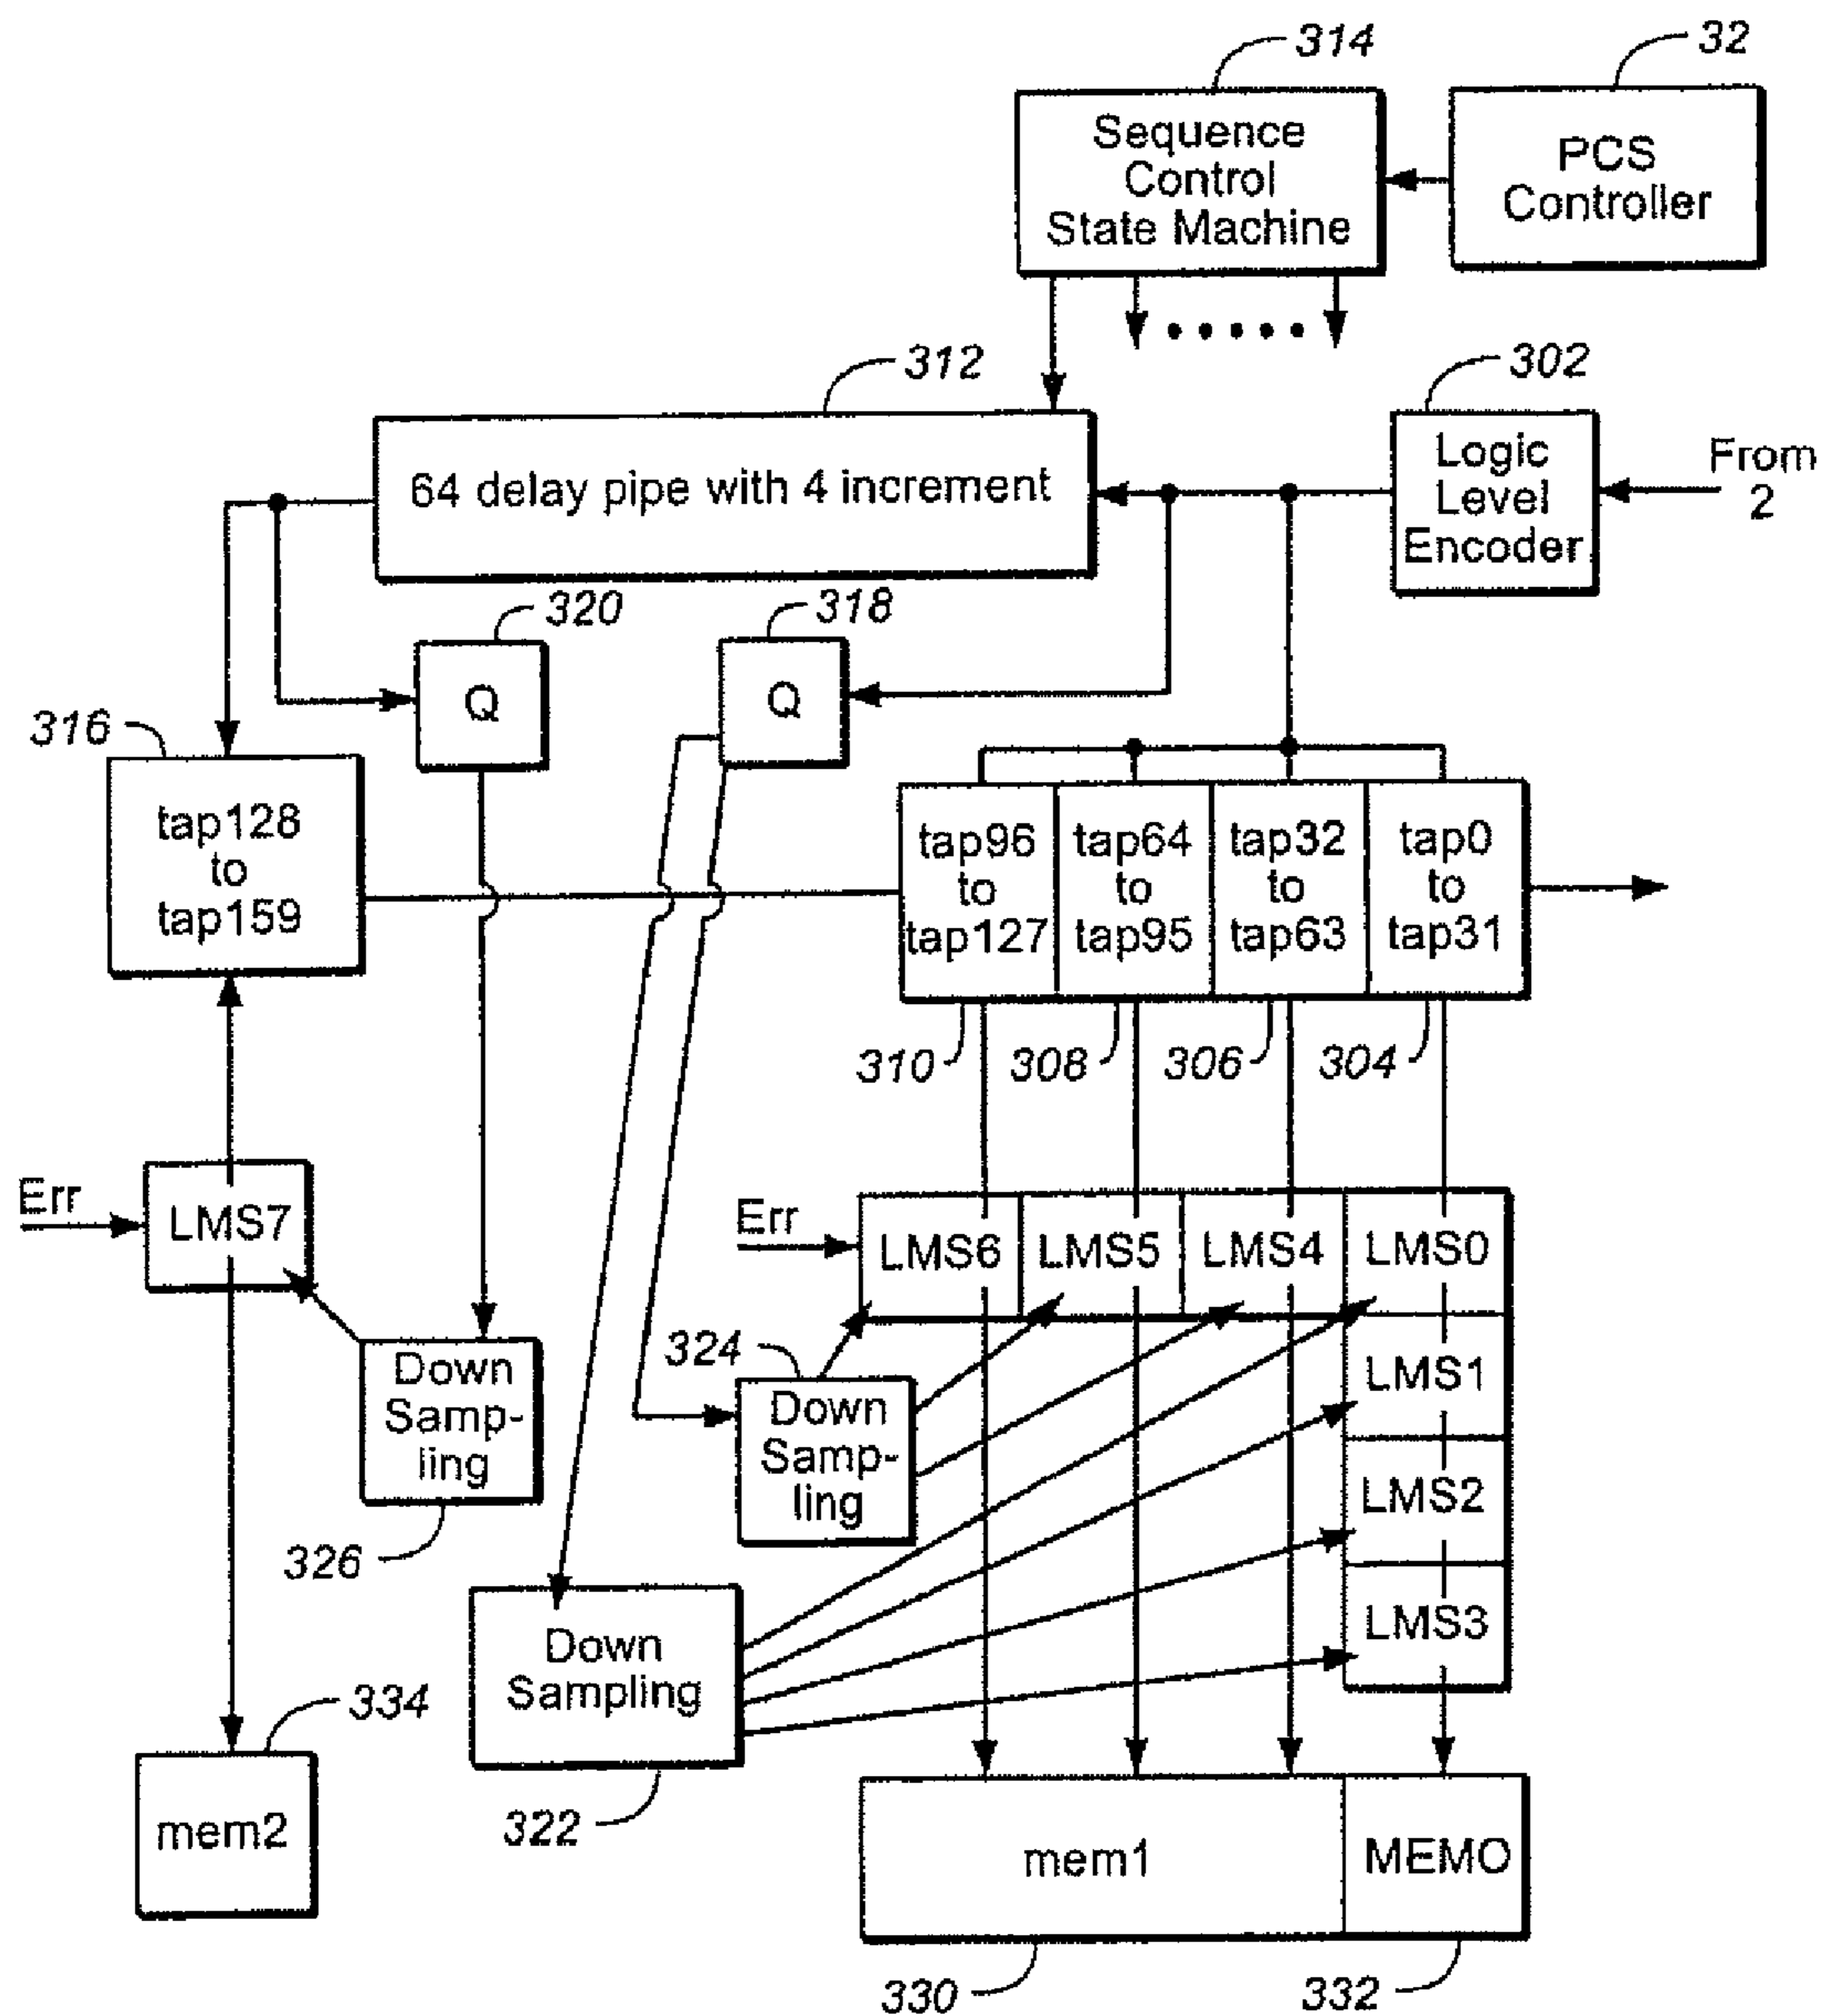 314
32
Sequence
Control
State Machine
PCS
Controller
312
302
64 delay pipe with 4 increment
Logic
Level
Encoder
From
2
320
318
Q
Q
316
tap128
to
tap159
tap96
to
tap127
tap64
to
tap95
tap32
to
tap63
tap0
to
tap31
310
308
306
304
Err
LMS7
Err
LMS6
LMS5
LMS4
LMS0
LMS1
LMS2
LMS3
324
Down
Samp-
ling
326
Down
Samp-
ling
Down
Sampling
322
334
mem2
mem1
MEMO
330
332